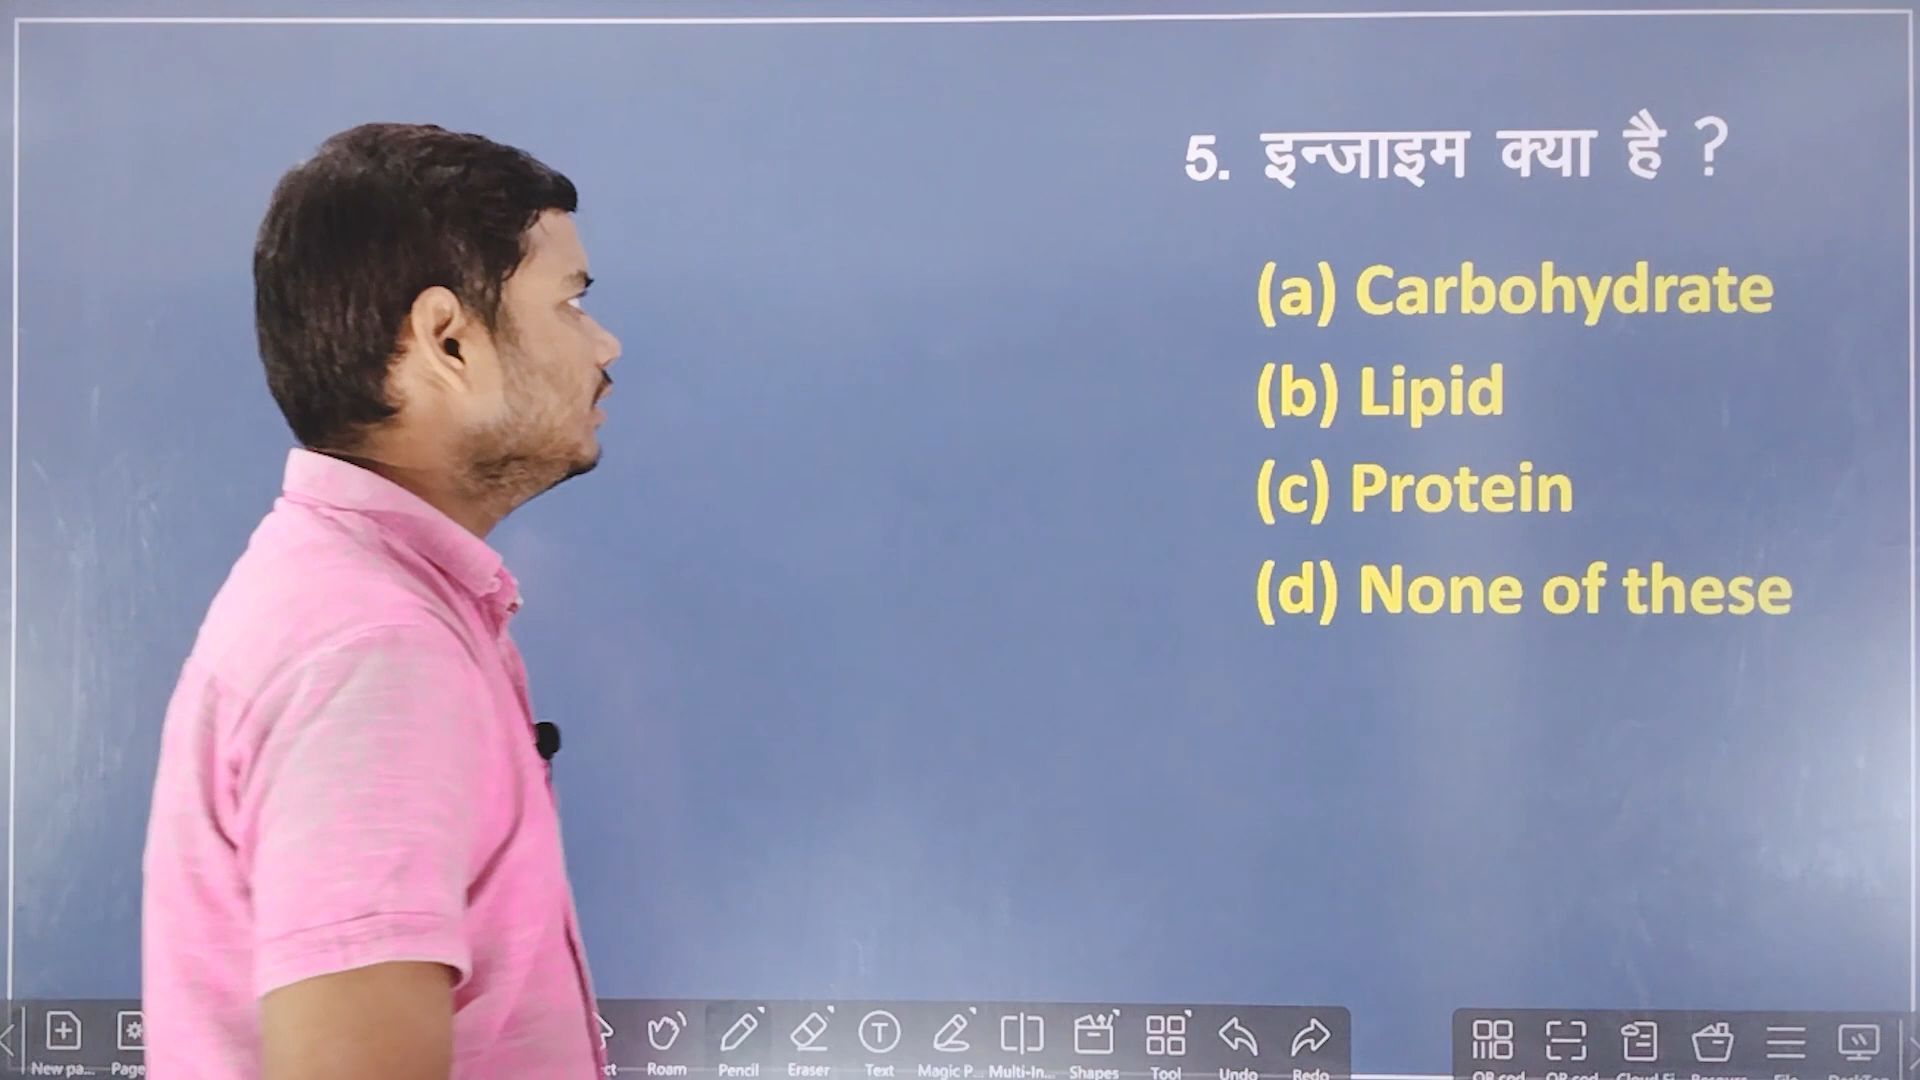 5. इन्जाइम क्या है ?
(a) Carbohydrate
(b) Lipid
(c) Protein
(d) None of these
New pa... Page Roam Pencil Eraser Text Magic P... Multi-In... Shapes Tool Undo Redo